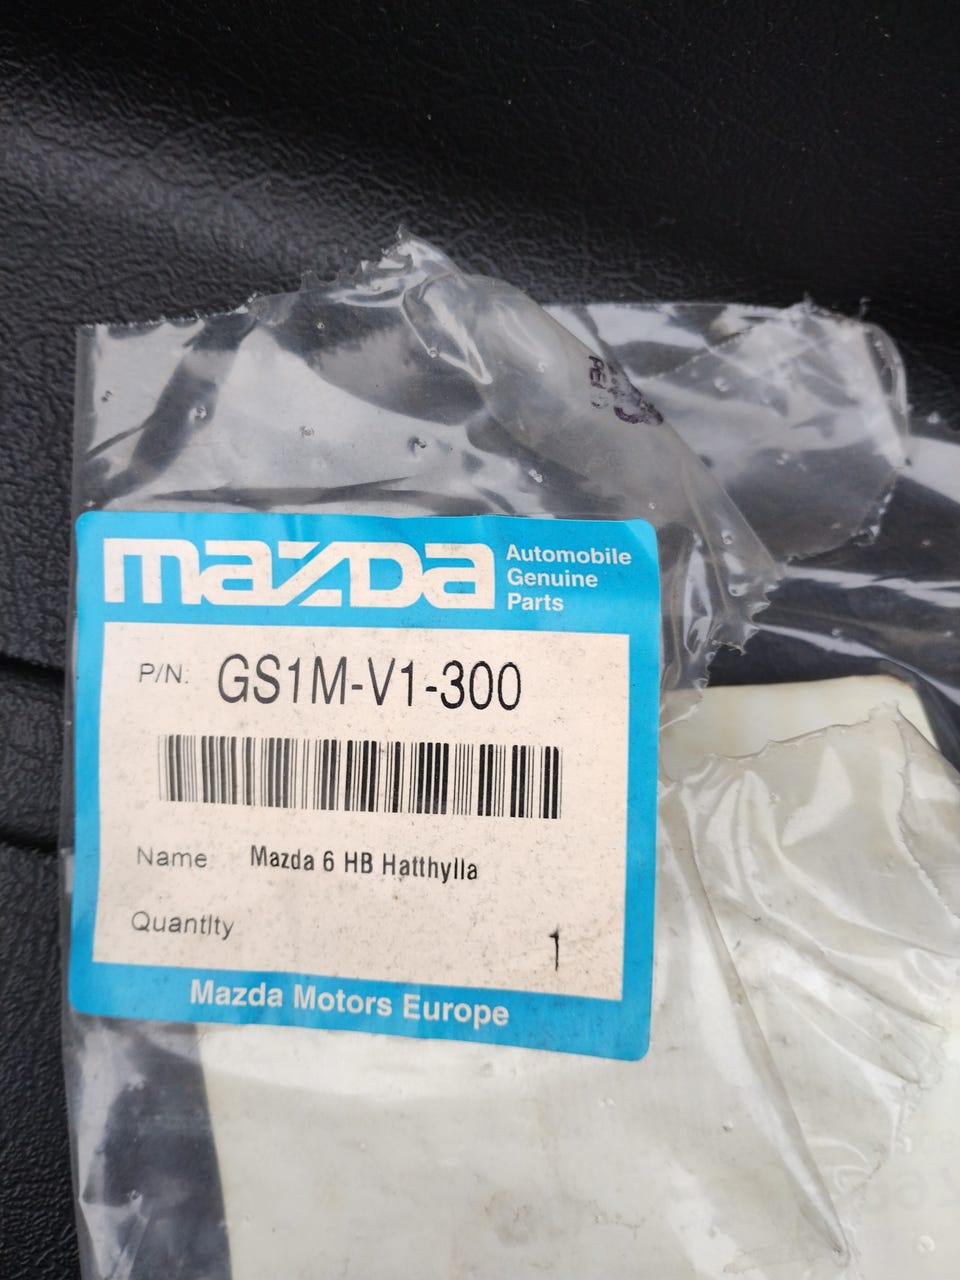 mazda
Automobile
Genuine
Parts
P/N: GS1M-V1-300
Name Mazda 6 HB Hatthylla
Quantity 1
Mazda Motors Europe